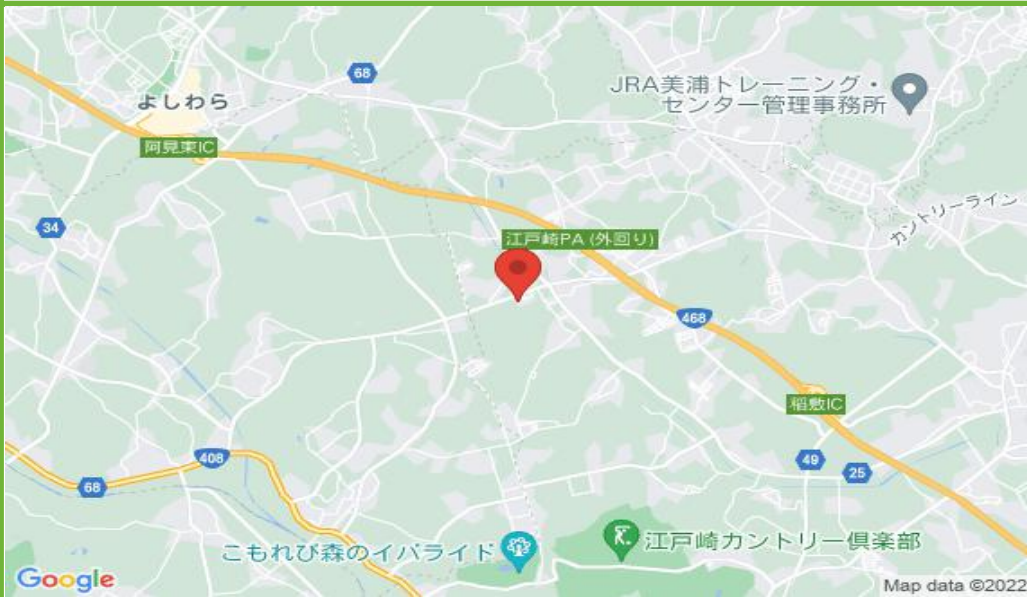 68
JRA美浦トレーニング・
センター管理事務所
よしわら
阿見東IC
34
カントリーライン
江戸崎PA (外回り)
468
稲敷IC
408
49
25
68
こもれび森のイバライド
江戸崎カントリー倶楽部
Google
Map data ©2022